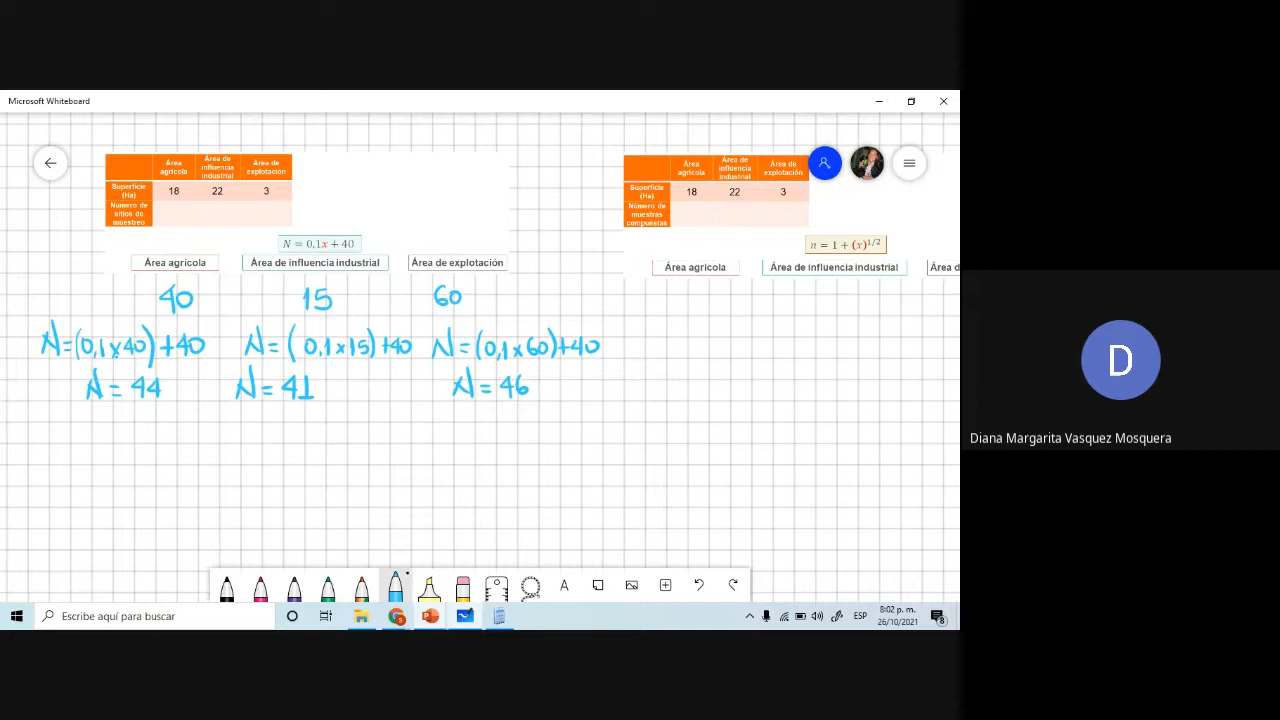 Microsoft Whiteboard
Área agrícola
Área de influencia industrial
Área de explotación
Superficie (Ha)
18
22
3
Número de sitios de muestreo
N = 0,1x + 40
Área agrícola
Área de influencia industrial
Área de explotación
40
15
60
N=(0,1x40)+40
N=(0,1x15)+40
N=(0,1x60)+40
N=44
N=41
N=46
Área agrícola
Área de influencia industrial
Área de explotación
Superficie (Ha)
18
22
3
Número de muestras compuestas
n = 1 + (x)^1/2
Área agrícola
Área de influencia industrial
Área d
D
Diana Margarita Vasquez Mosquera
A
Escribe aquí para buscar
ESP
8:02 p. m.
26/10/2021
8